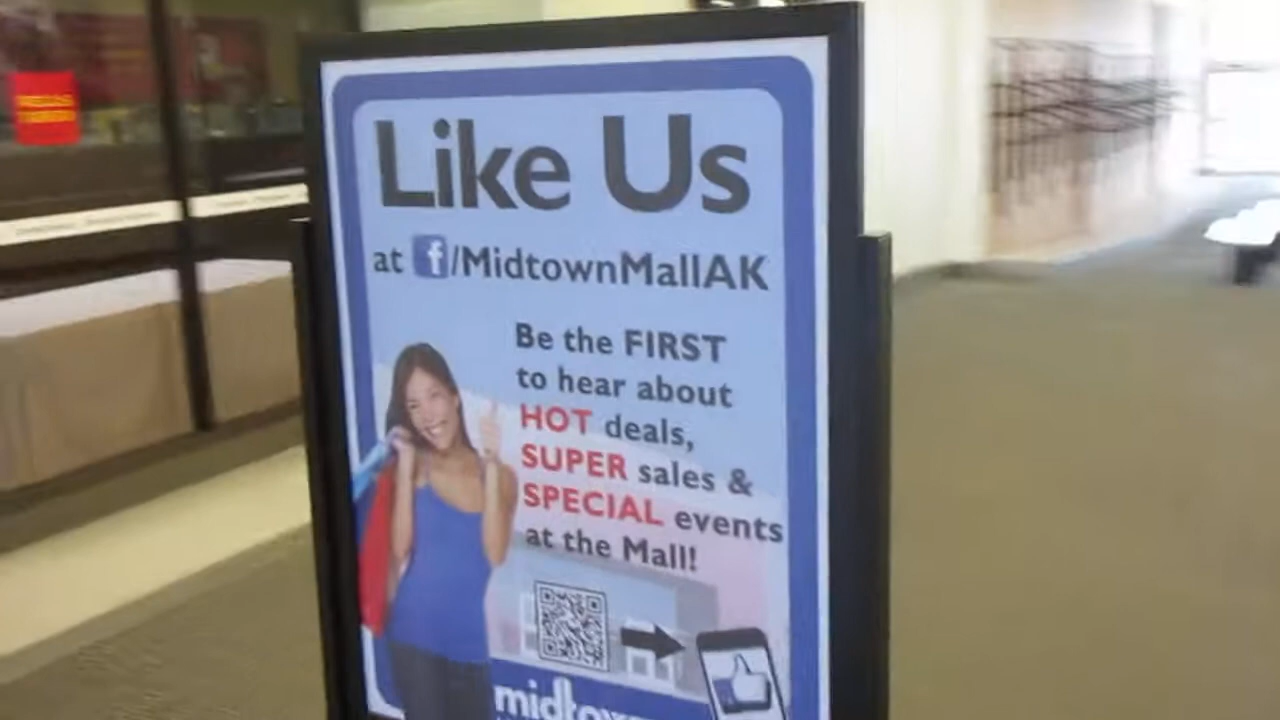 Like Us
at f/MidtownMallAK
Be the FIRST
to hear about
HOT deals,
SUPER sales &
SPECIAL events
at the Mall!